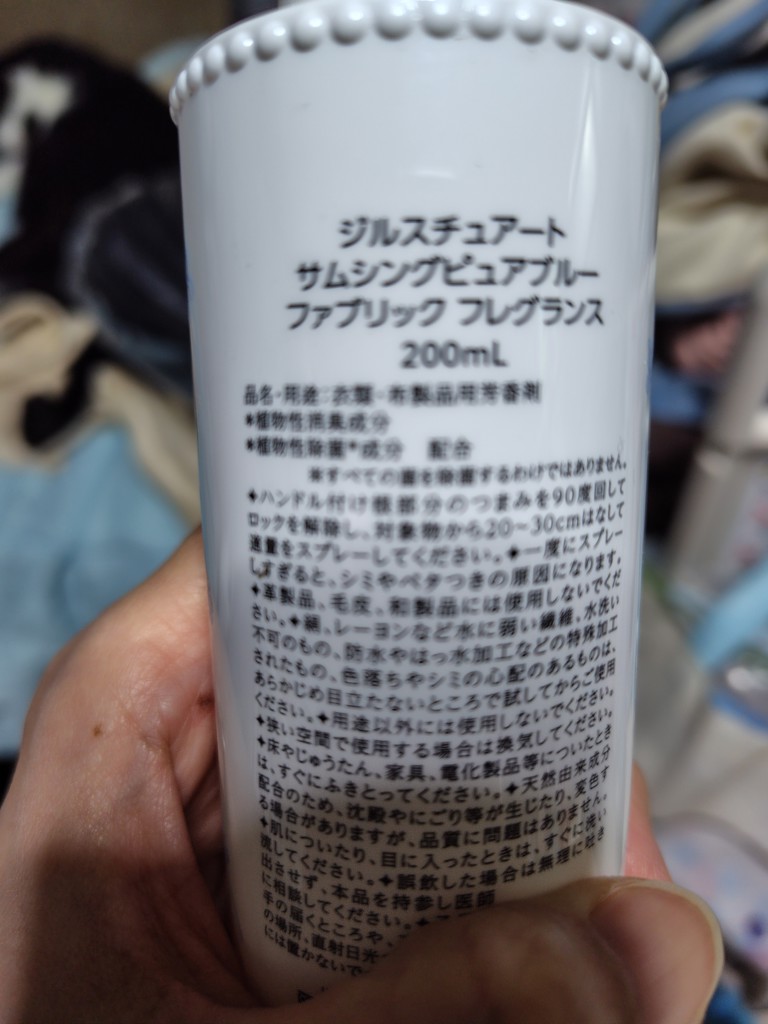 ジルスチュアート
サムシングピュアブルー
ファブリック フレグランス
200mL
品名・用途:衣類・布製品用芳香剤
*植物性消臭成分
*植物性除菌*成分 配合
※すべての菌を除菌するわけではありません。
◆ハンドル付け根部分のつまみを90度回して
ロックを解除し、対象物から20~30cmはなして
適量をスプレーしてください。◆一度にスプレー
しすぎると、シミやベタつきの原因になります。
◆革製品、毛皮、和製品には使用しないでくだ
さい。◆絹、レーヨンなど水に弱い繊維、水洗い
不可のもの、防水やはっ水加工などの特殊加工
されたもの、色落ちやシミの心配のあるものは、
あらかじめ目立たないところで試してからご使用
ください。◆用途以外には使用しないでください。
◆狭い空間で使用する場合は換気してください。
◆床やじゅうたん、家具、電化製品等についたとき
は、すぐにふきとってください。◆天然由来成分
配合のため、沈殿やにごり等が生じたり、変色す
る場合がありますが、品質に問題はありません。
◆肌についたり、目に入ったときは、すぐに洗い
流してください。◆誤飲した場合は無理に吐き
出させず、本品を持参し医師
に相談してください。◆
手の届くところや、
の場所、直射日光
には置かないで